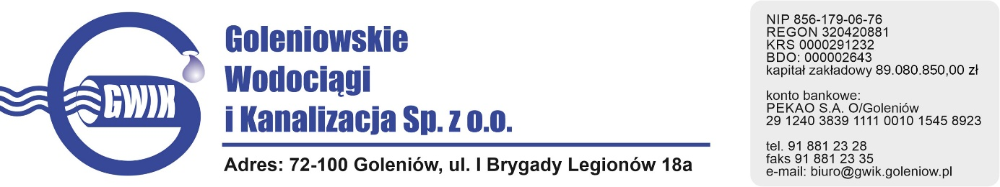 GWIK
Goleniowskie
Wodociągi
i Kanalizacja Sp. z o.o.
Adres: 72-100 Goleniów, ul. I Brygady Legionów 18a
NIP 856-179-06-76
REGON 320420881
KRS 0000291232
BDO: 000002643
kapitał zakładowy 89.080.850,00 zł
konto bankowe:
PEKAO S.A. O/Goleniów
29 1240 3839 1111 0010 1545 8923
tel. 91 881 23 28
faks 91 881 23 35
e-mail: biuro@gwik.goleniow.pl